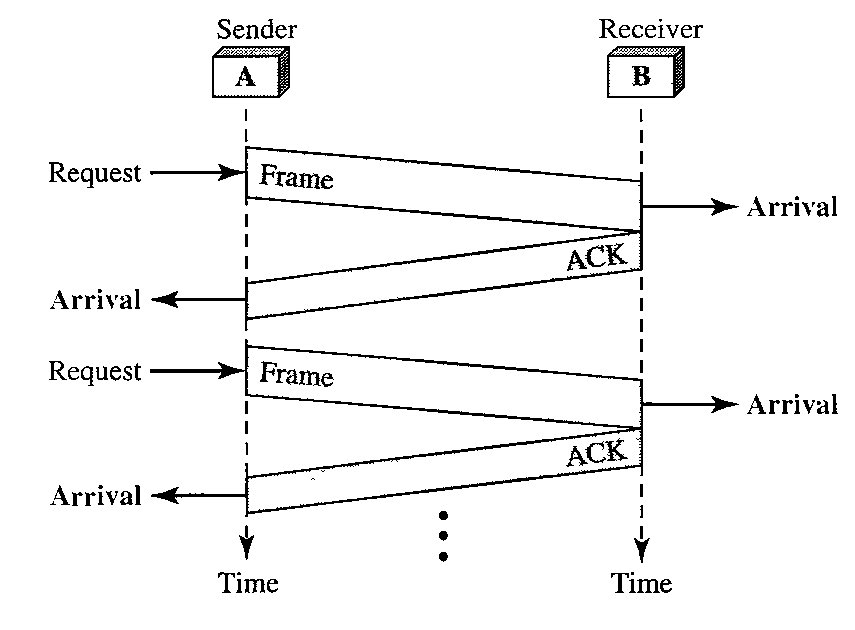 Sender Receiver
A B
Request Frame
Arrival
ACK
Arrival
Request Frame
Arrival
ACK
Arrival
Time Time